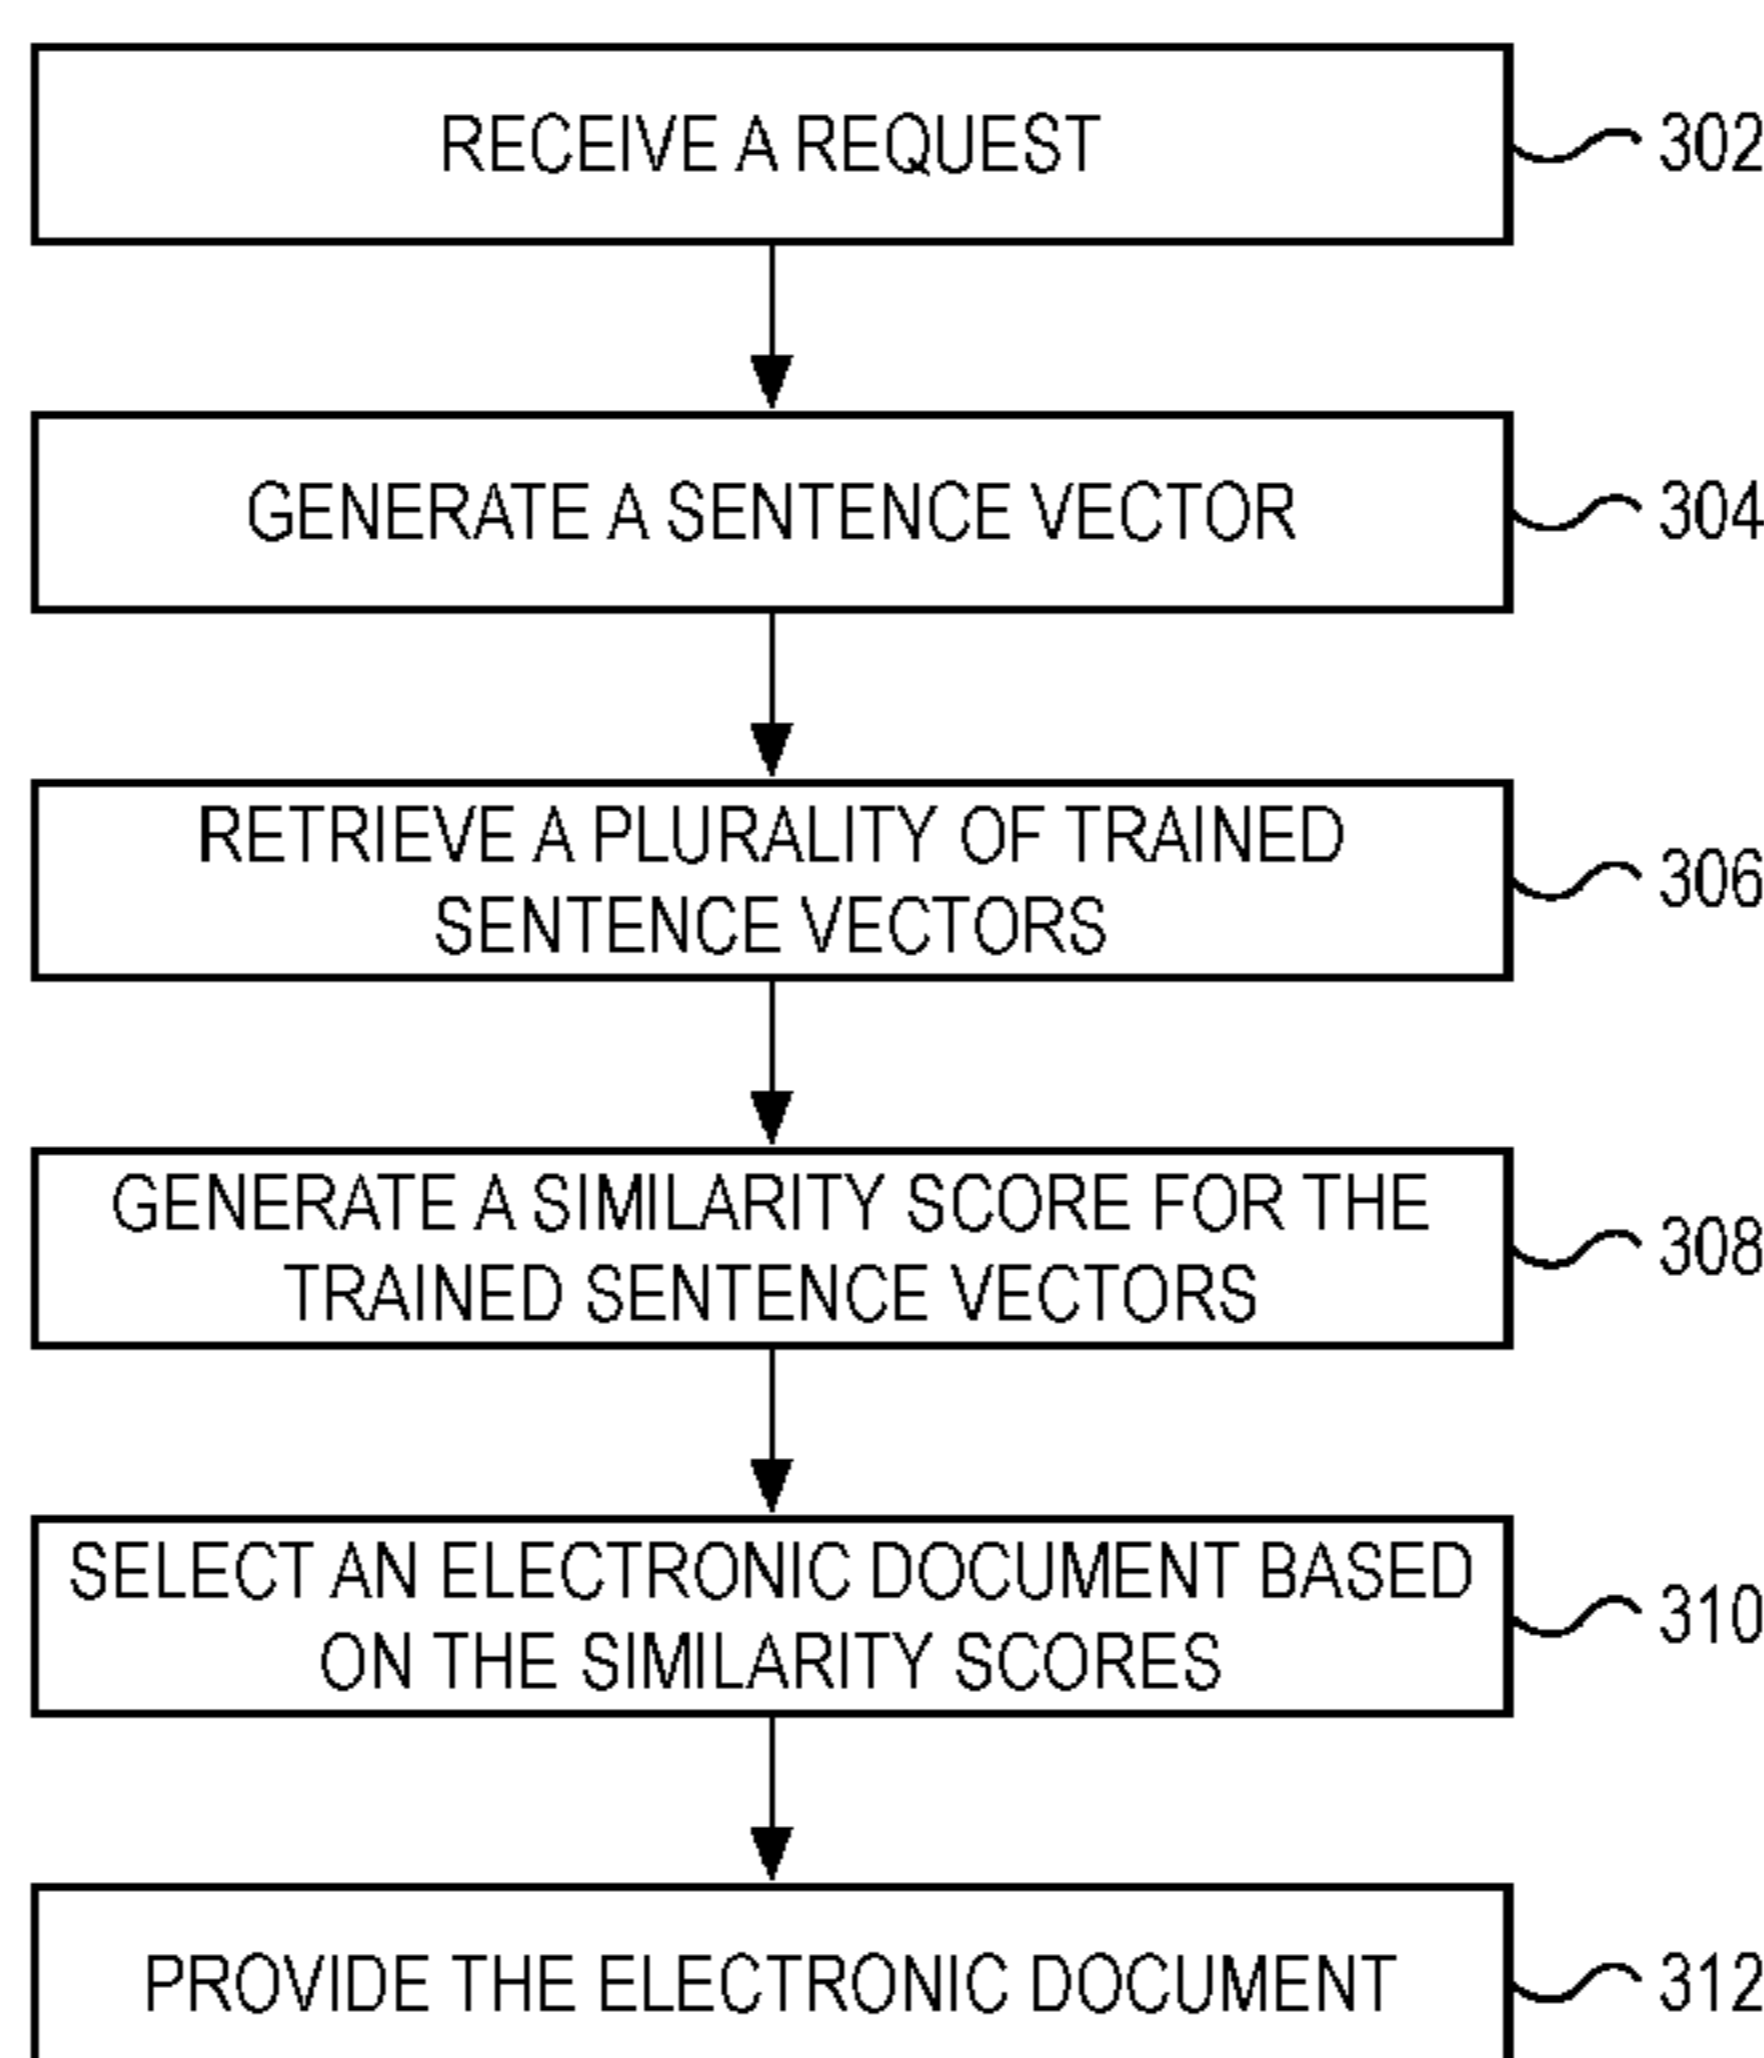 RECEIVE A REQUEST
302
GENERATE A SENTENCE VECTOR
304
RETRIEVE A PLURALITY OF TRAINED
SENTENCE VECTORS
306
GENERATE A SIMILARITY SCORE FOR THE
TRAINED SENTENCE VECTORS
308
SELECT AN ELECTRONIC DOCUMENT BASED
ON THE SIMILARITY SCORES
310
PROVIDE THE ELECTRONIC DOCUMENT
312